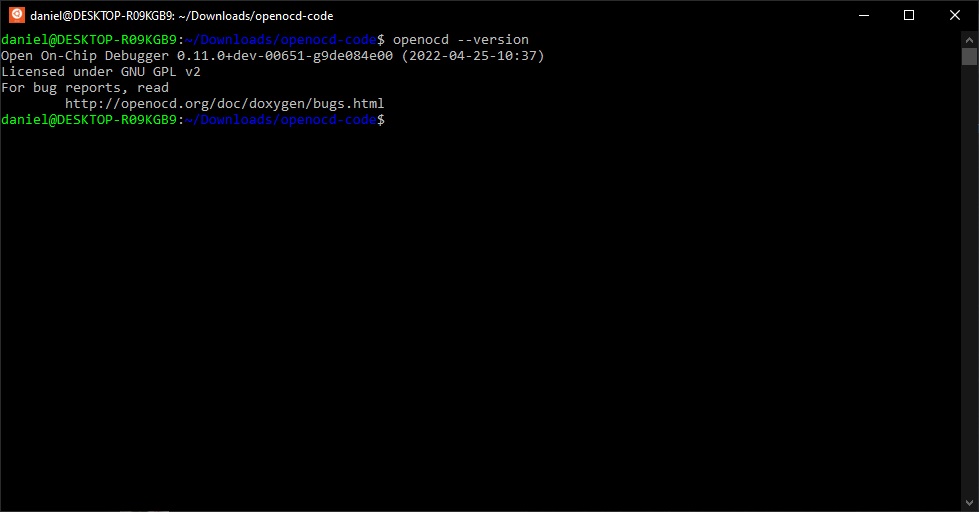 daniel@DESKTOP-R09KGB9: ~/Downloads/openocd-code
daniel@DESKTOP-R09KGB9:~/Downloads/openocd-code$ openocd --version
Open On-Chip Debugger 0.11.0+dev-00651-g9de084e00 (2022-04-25-10:37)
Licensed under GNU GPL v2
For bug reports, read
        http://openocd.org/doc/doxygen/bugs.html
daniel@DESKTOP-R09KGB9:~/Downloads/openocd-code$